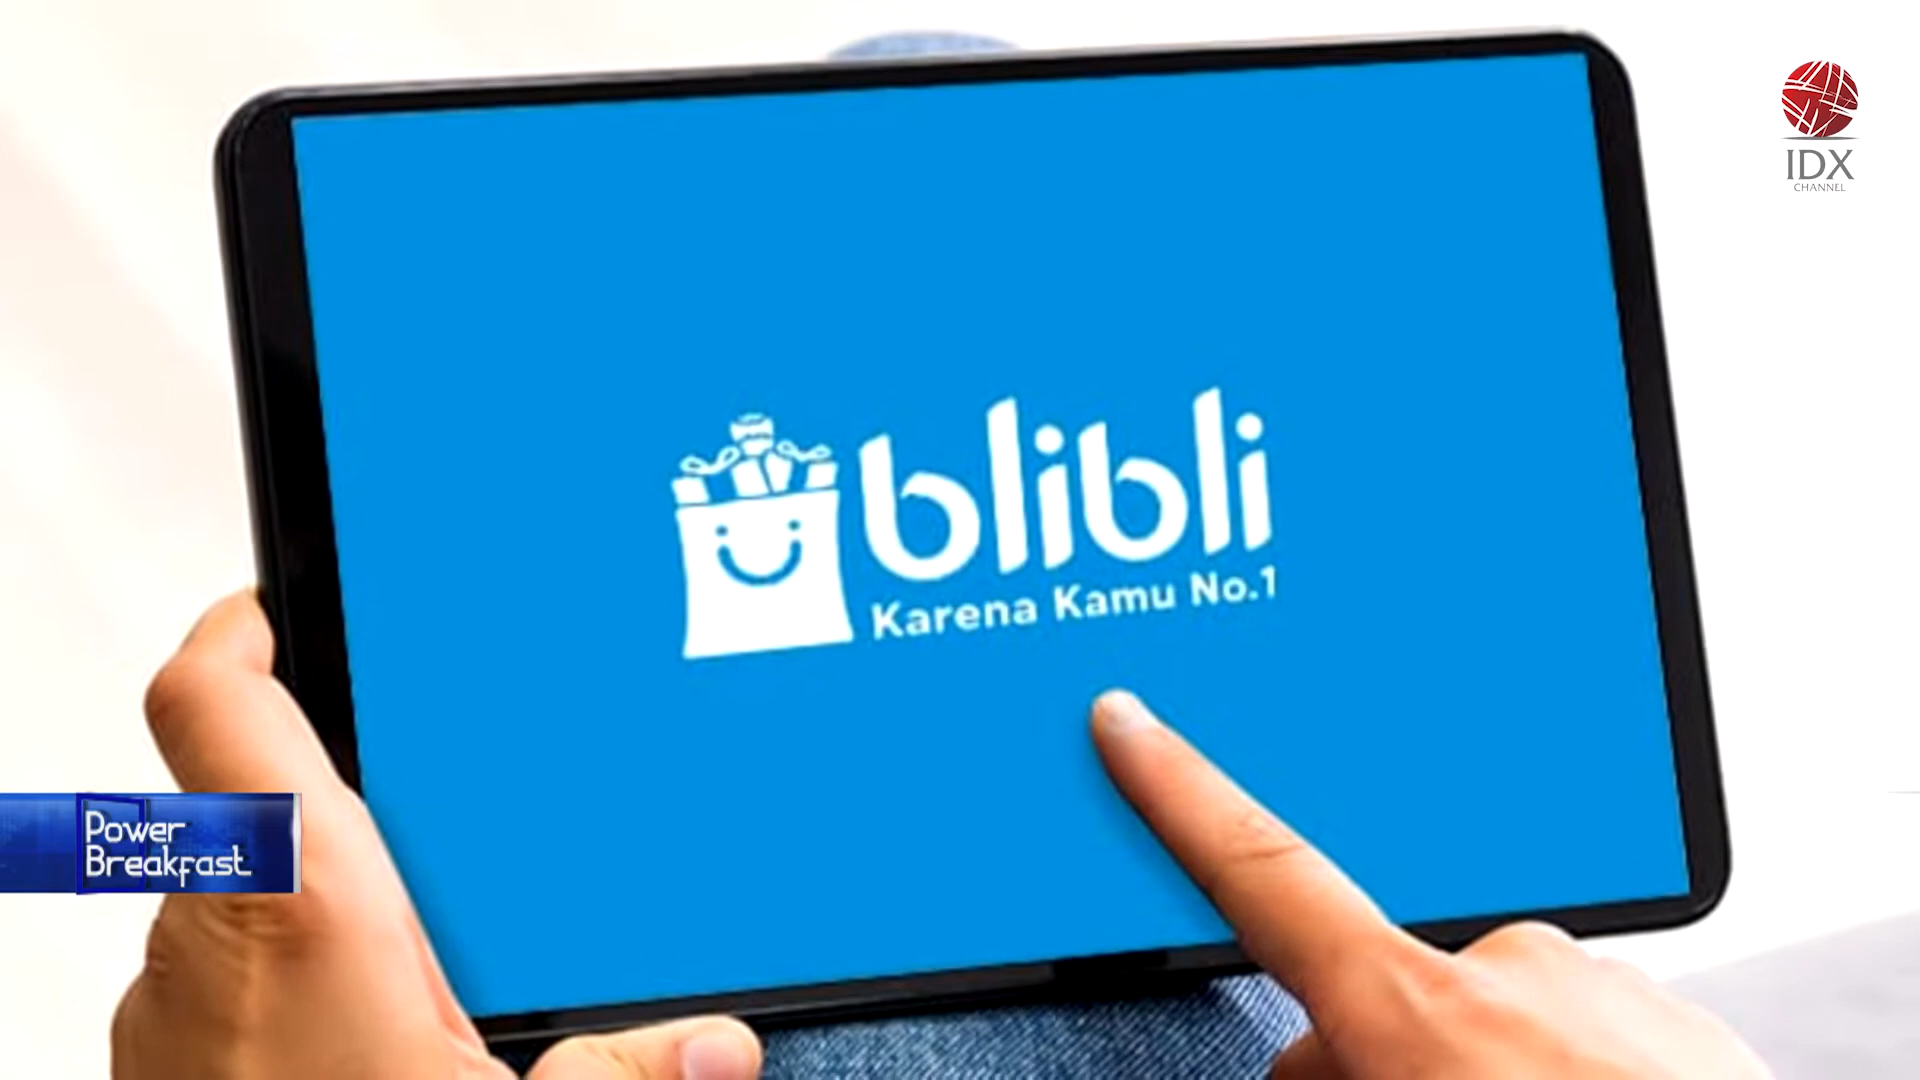 IDX
CHANNEL
blibli
Karena Kamu No.1
Power
Breakfast